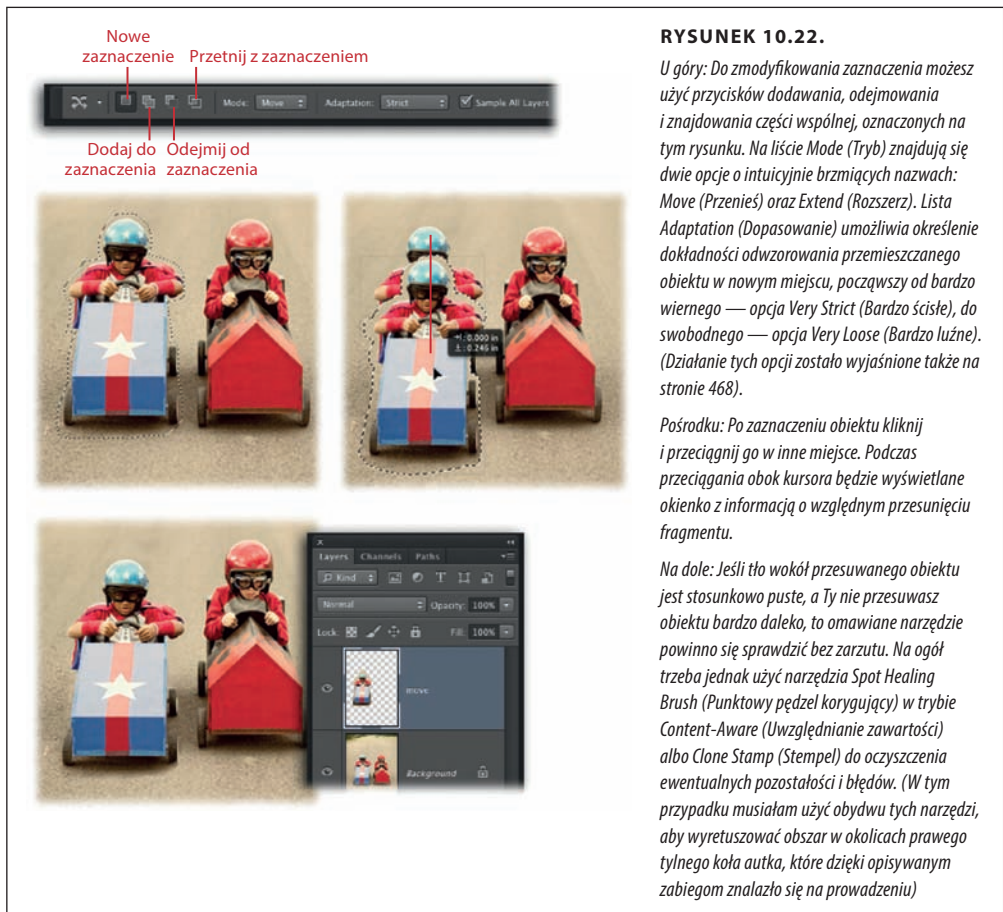 Nowe
zaznaczenie
Przetnij z zaznaczeniem
Mode: Move
Adaptation: Strict
Sample All Layers
Dodaj do
zaznaczenia
Odejmij od
zaznaczenia
→|: 0.000 in
⊥: 0.246 in
Layers Channels Paths
Kind
Normal
Opacity: 100%
Lock:
Fill: 100%
move
Background
RYSUNEK 10.22.
U góry: Do zmodyfikowania zaznaczenia możesz
użyć przycisków dodawania, odejmowania
i znajdowania części wspólnej, oznaczonych na
tym rysunku. Na liście Mode (Tryb) znajdują się
dwie opcje o intuicyjnie brzmiących nazwach:
Move (Przenieś) oraz Extend (Rozszerz). Lista
Adaptation (Dopasowanie) umożliwia określenie
dokładności odwzorowania przemieszczanego
obiektu w nowym miejscu, począwszy od bardzo
wiernego — opcja Very Strict (Bardzo ścisłe), do
swobodnego — opcja Very Loose (Bardzo luźne).
(Działanie tych opcji zostało wyjaśnione także na
stronie 468).
Pośrodku: Po zaznaczeniu obiektu kliknij
i przeciągnij go w inne miejsce. Podczas
przeciągania obok kursora będzie wyświetlane
okienko z informacją o względnym przesunięciu
fragmentu.
Na dole: Jeśli tło wokół przesuwanego obiektu
jest stosunkowo puste, a Ty nie przesuwasz
obiektu bardzo daleko, to omawiane narzędzie
powinno się sprawdzić bez zarzutu. Na ogół
trzeba jednak użyć narzędzia Spot Healing
Brush (Punktowy pędzel korygujący) w trybie
Content-Aware (Uwzględnianie zawartości)
albo Clone Stamp (Stempel) do oczyszczenia
ewentualnych pozostałości i błędów. (W tym
przypadku musiałam użyć obydwu tych narzędzi,
aby wyretuszować obszar w okolicach prawego
tylnego koła autka, które dzięki opisywanym
zabiegom znalazło się na prowadzeniu)